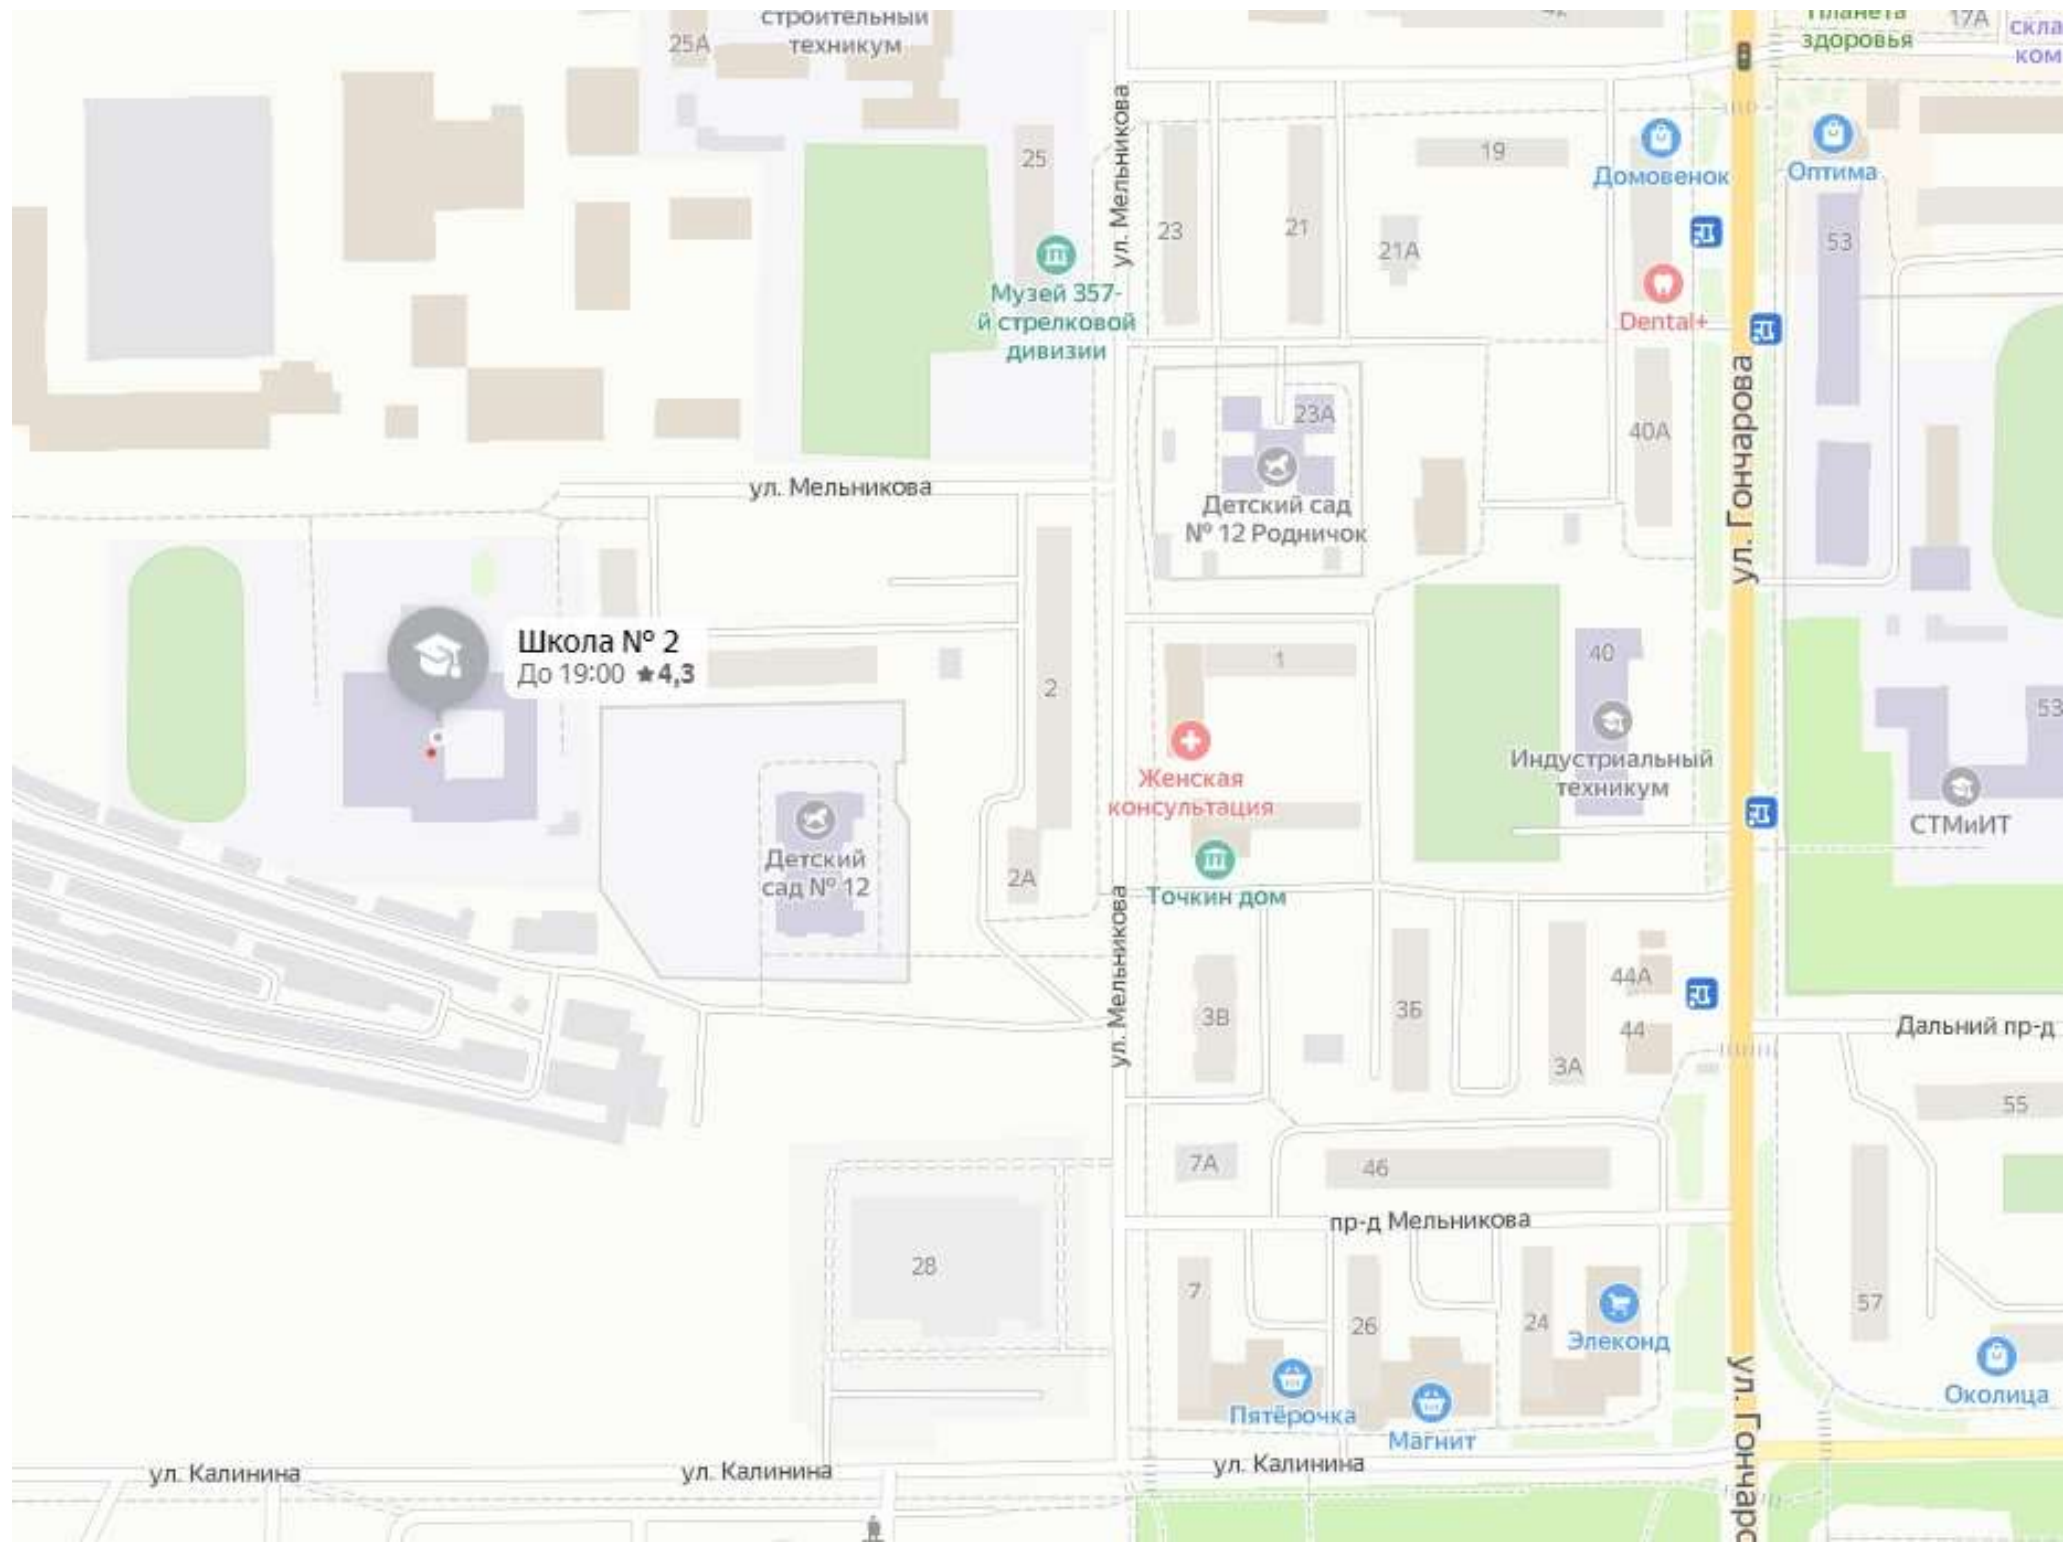 строительный
техникум
25А
Планета
здоровья
17А
скла
ком
ул. Мельникова
25
Музей 357-
й стрелковой
дивизии
23
21
21А
19
Домовенок
Оптима
53
Dental+
40А
ул. Гончарова
23А
Детский сад
№ 12 Родничок
ул. Мельникова
Школа № 2
До 19:00 ★4,3
2
1
40
Индустриальный
техникум
53
СТМиИТ
Женская
консультация
Точкин дом
Детский
сад № 12
2А
ул. Мельникова
3В
3Б
3А
44А
44
Дальний пр-д
55
7А
46
пр-д Мельникова
28
7
26
24
Элеконд
57
Околица
Пятёрочка
Магнит
ул. Калинина
ул. Калинина
ул. Калинина
ул. Гончаро